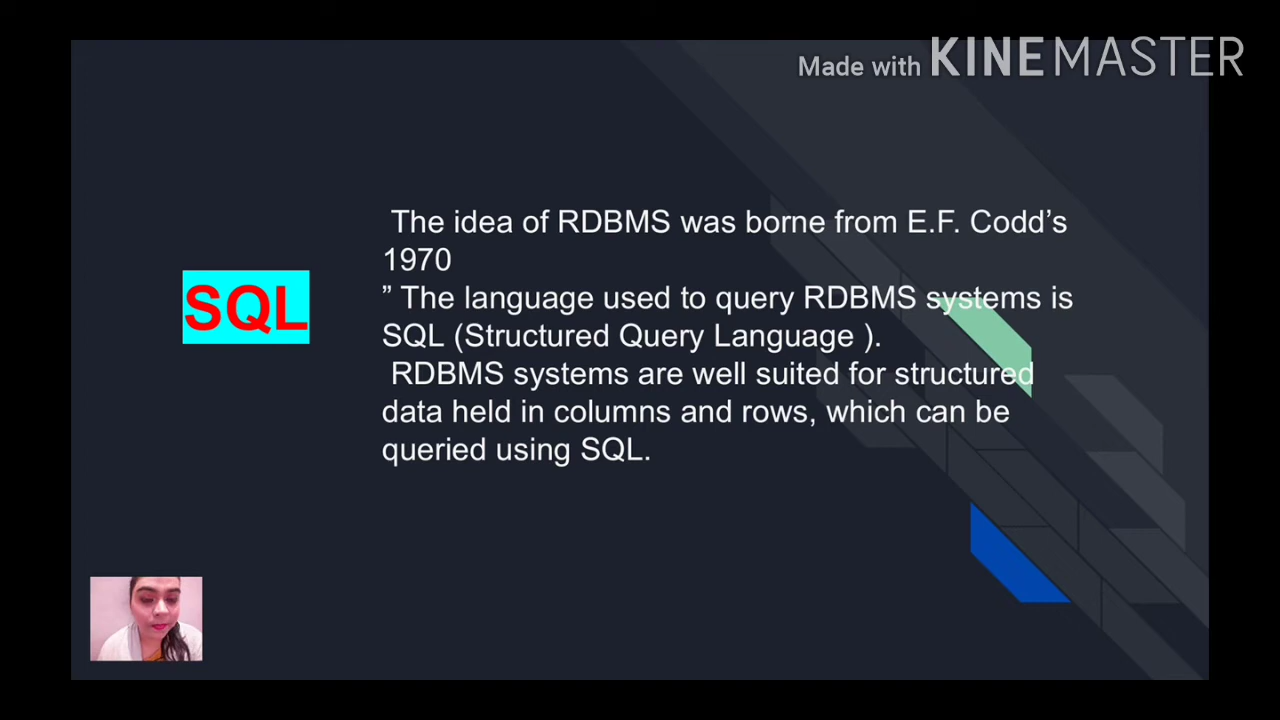 Made with KINEMASTER
The idea of RDBMS was borne from E.F. Codd’s
1970
” The language used to query RDBMS systems is
SQL (Structured Query Language ).
RDBMS systems are well suited for structured
data held in columns and rows, which can be
queried using SQL.
SQL